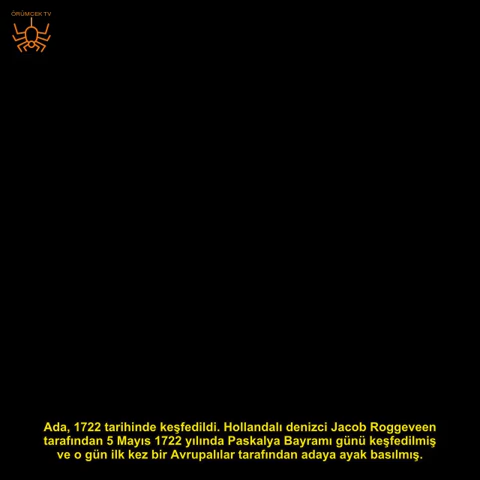 ÖRÜMCEK TV
Ada, 1722 tarihinde keşfedildi. Hollandalı denizci Jacob Roggeveen
tarafından 5 Mayıs 1722 yılında Paskalya Bayramı günü keşfedilmiş
ve o gün ilk kez bir Avrupalılar tarafından adaya ayak basılmış.